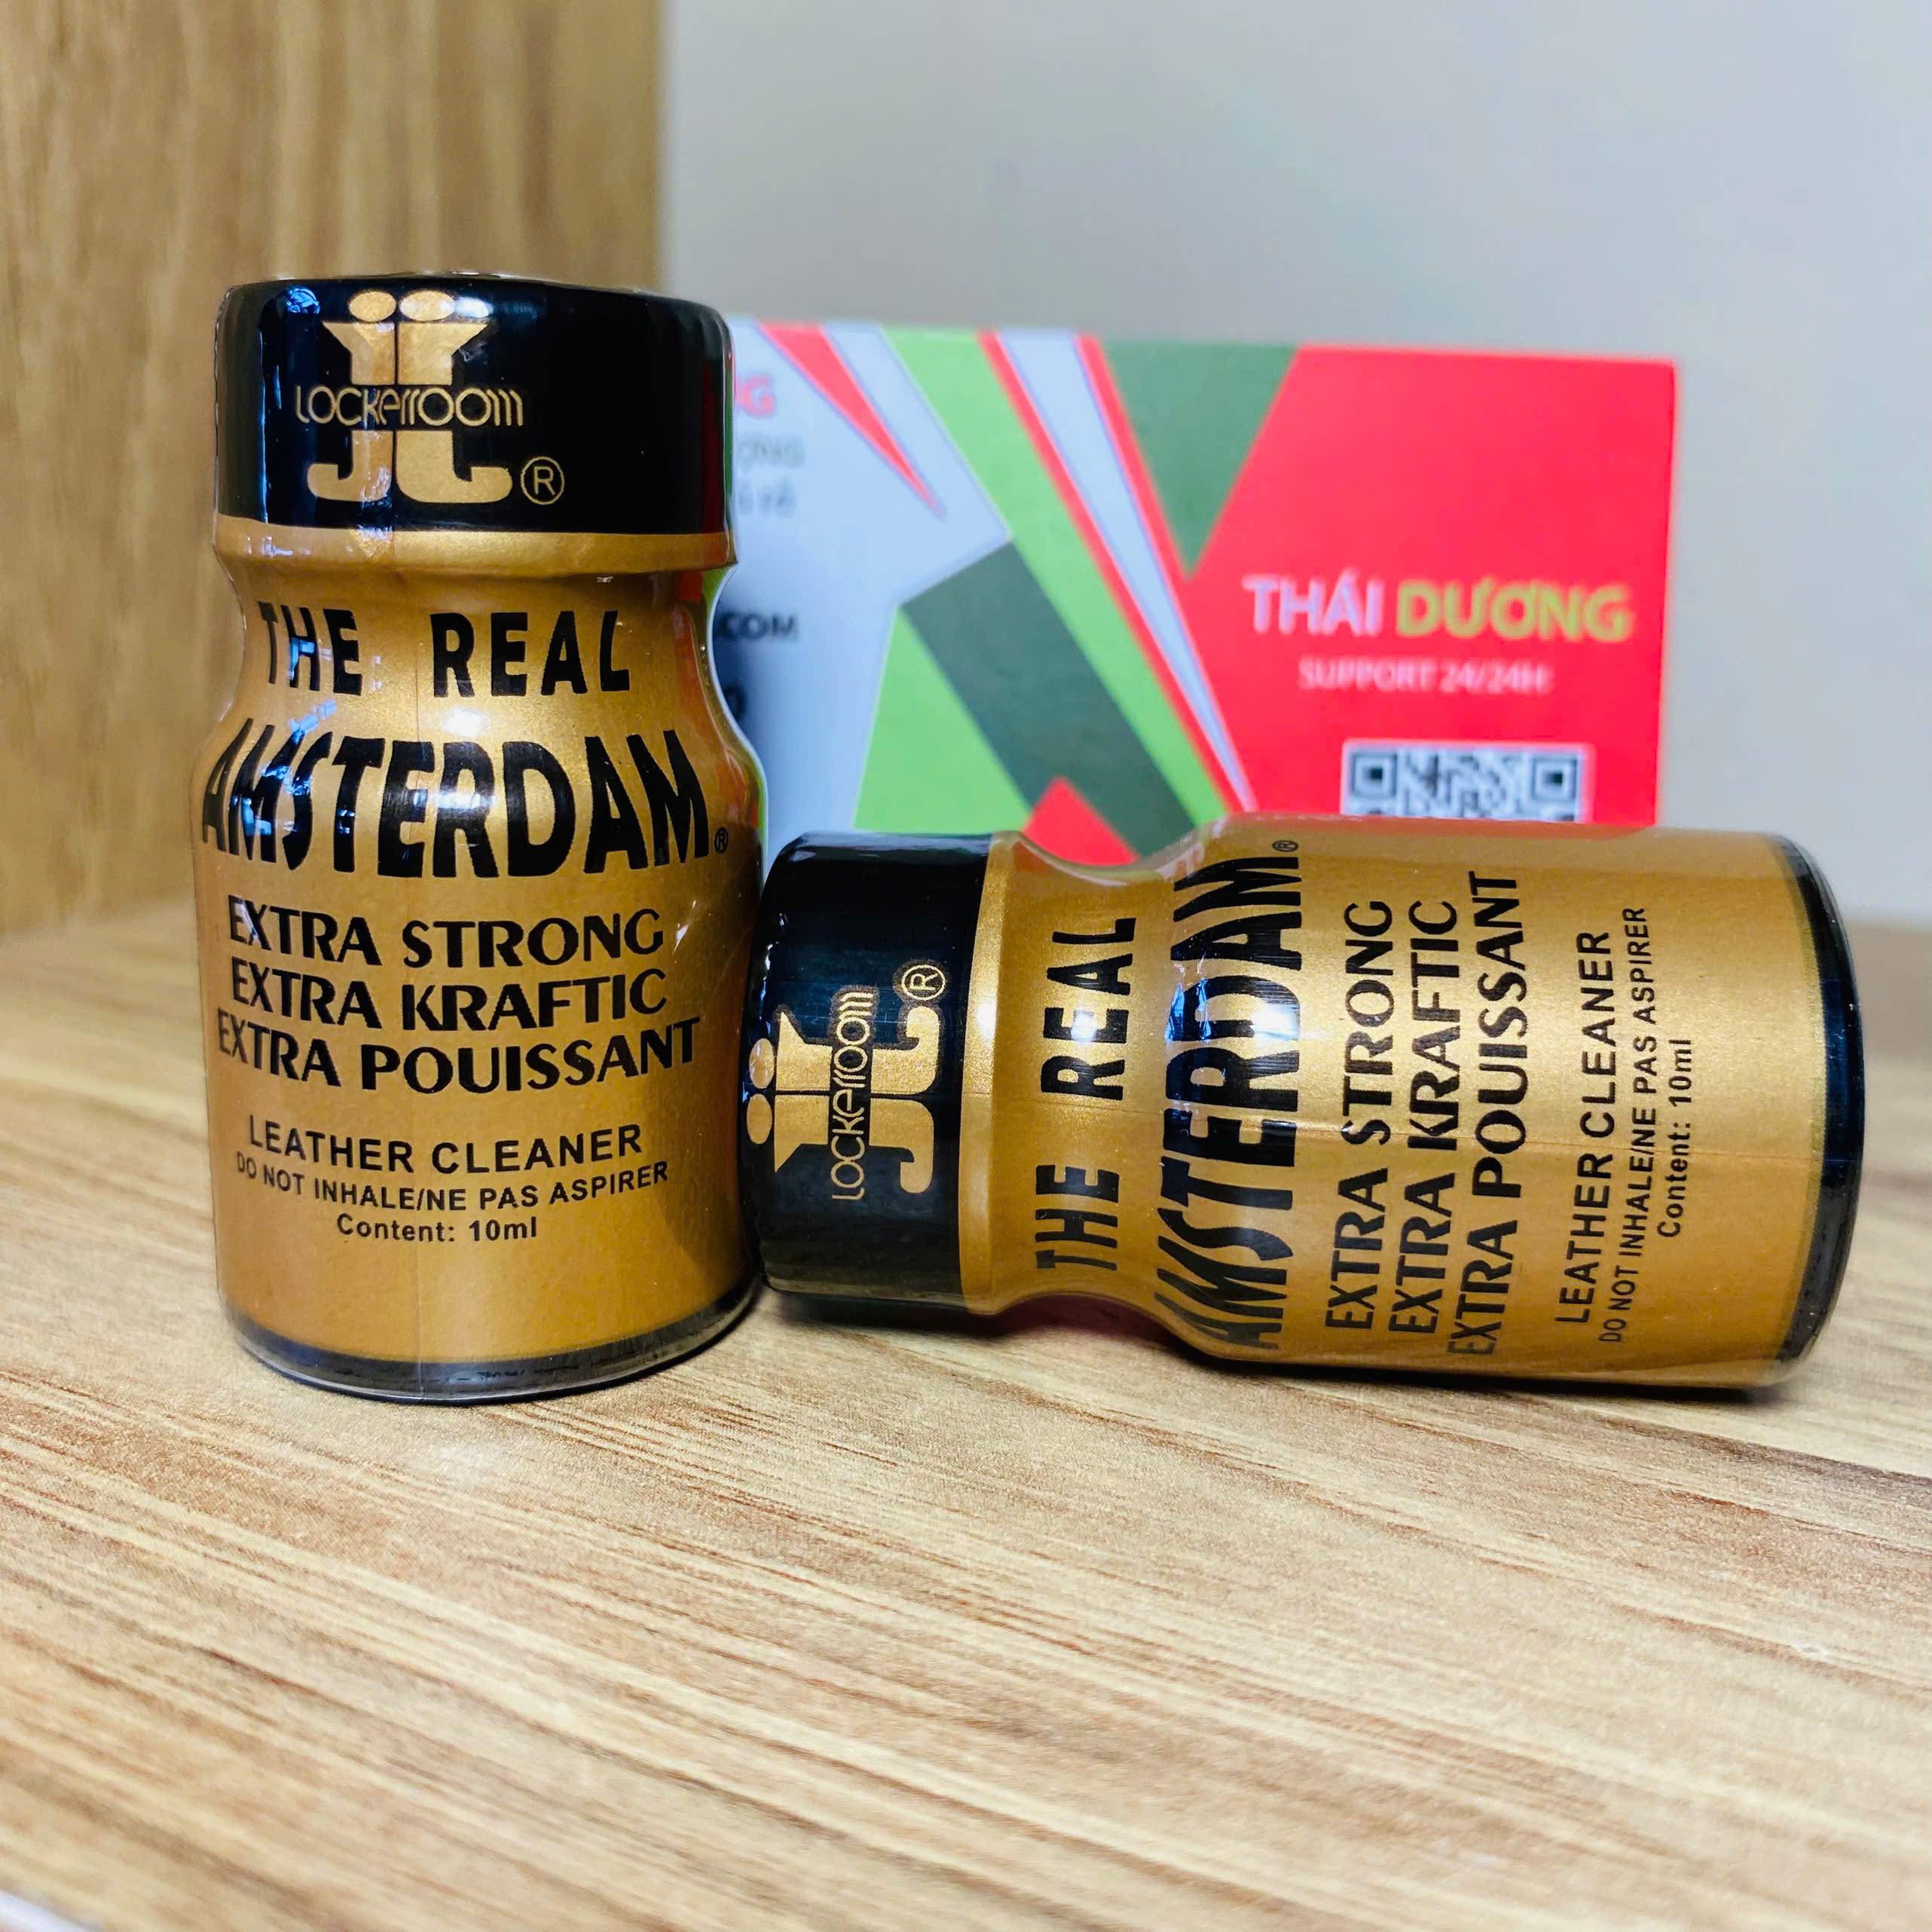 LOCKERROOM
®
THE REAL
AMSTERDAM®
EXTRA STRONG
EXTRA KRAFTIC
EXTRA POUISSANT
LEATHER CLEANER
DO NOT INHALE/NE PAS ASPIRER
Content: 10ml
.COM
THÁI DƯƠNG
SUPPORT 24/24H
LOCKERROOM
®
THE REAL
AMSTERDAM®
EXTRA STRONG
EXTRA KRAFTIC
EXTRA POUISSANT
LEATHER CLEANER
DO NOT INHALE/NE PAS ASPIRER
Content: 10ml